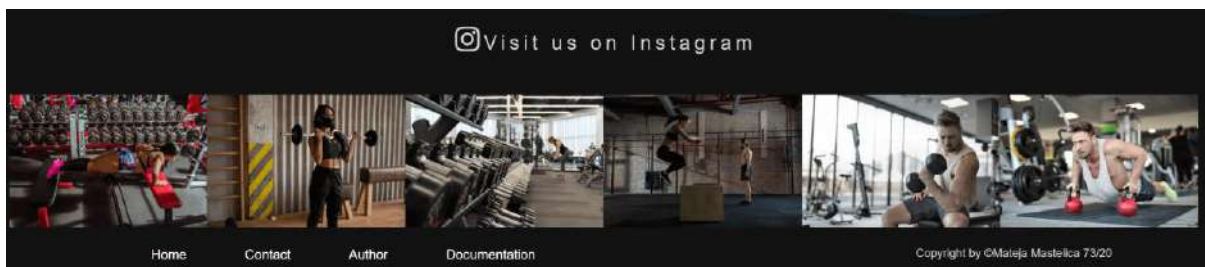 Visit us on Instagram
Home Contact Author Documentation
Copyright by ©Mateja Mastelica 73/20